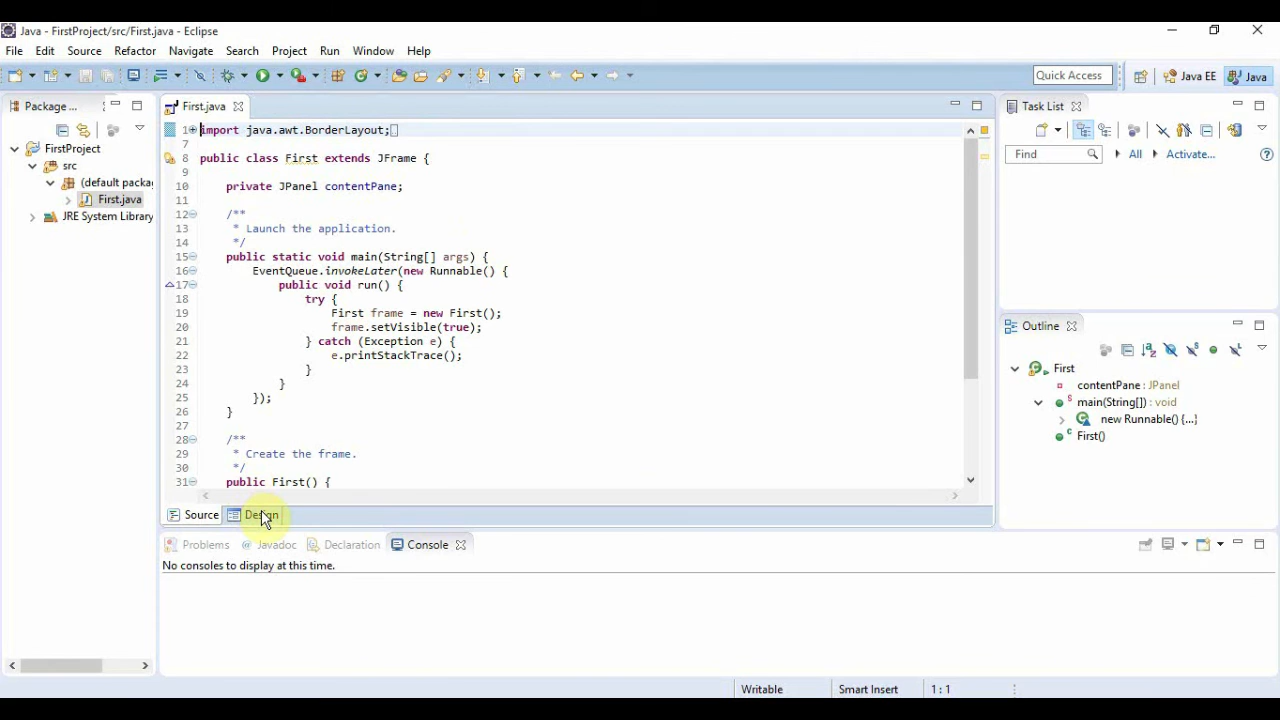 Java - FirstProject/src/First.java - Eclipse
File Edit Source Refactor Navigate Search Project Run Window Help
Quick Access Java EE Java
Package ...
FirstProject
src
(default packa
First.java
JRE System Library
First.java
1 import java.awt.BorderLayout;
7
8 public class First extends JFrame {
9
10 private JPanel contentPane;
11
12 /**
13 * Launch the application.
14 */
15 public static void main(String[] args) {
16 EventQueue.invokeLater(new Runnable() {
17 public void run() {
18 try {
19 First frame = new First();
20 frame.setVisible(true);
21 } catch (Exception e) {
22 e.printStackTrace();
23 }
24 }
25 });
26 }
27
28 /**
29 * Create the frame.
30 */
31 public First() {
Source Design
Task List
Find All Activate...
Outline
First
contentPane : JPanel
main(String[]) : void
new Runnable() {...}
First()
Problems @ Javadoc Declaration Console
No consoles to display at this time.
Writable Smart Insert 1 : 1